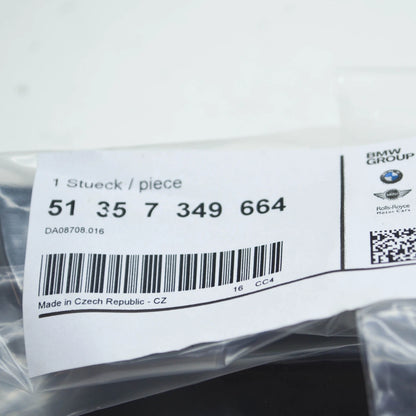 1 Stueck / piece
51 35 7 349 664
DA08708.016
16 CC4
Made in Czech Republic - CZ
BMW
GROUP
MINI
Rolls-Royce
Motor Cars